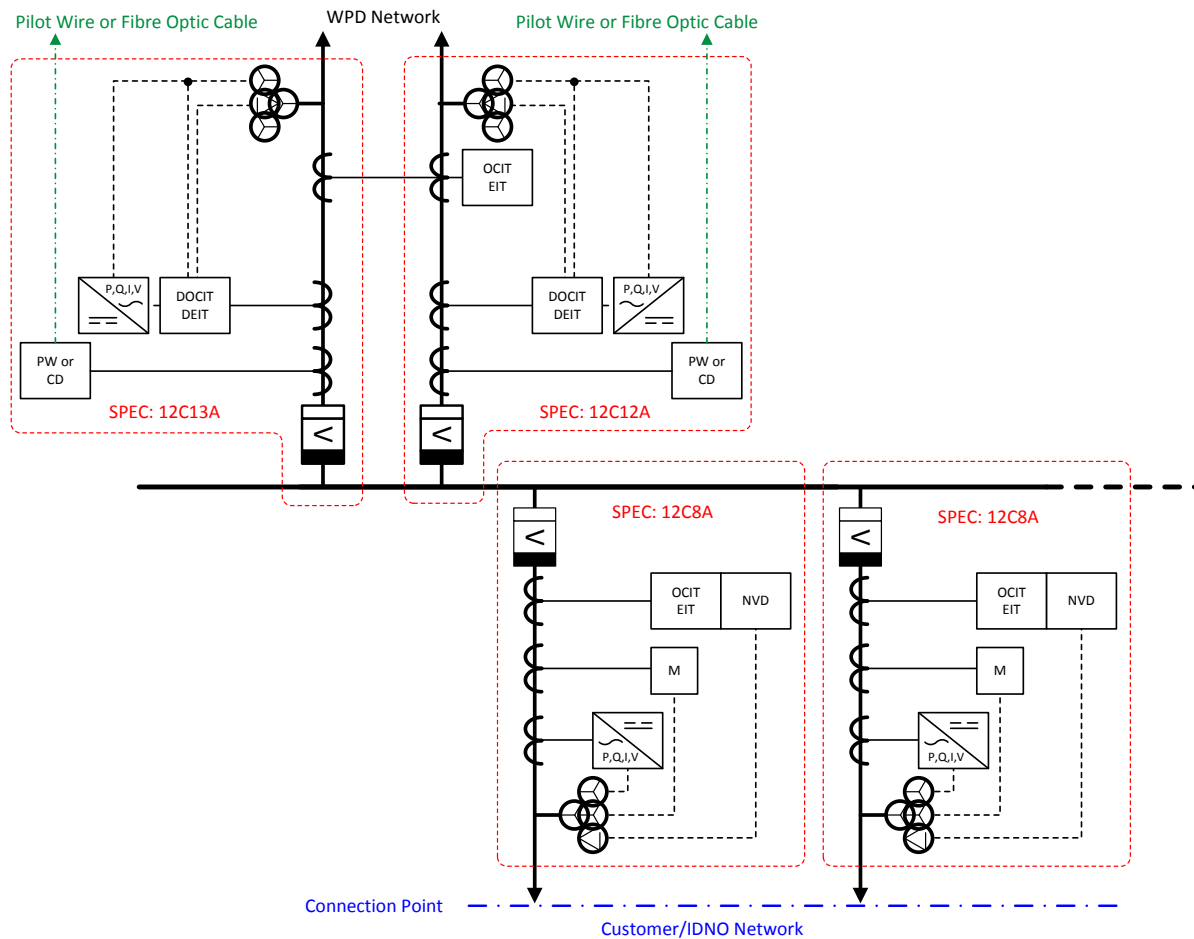 Pilot Wire or Fibre Optic Cable
WPD Network
Pilot Wire or Fibre Optic Cable
OCIT
EIT
P,Q,I,V
DOCIT
DEIT
DOCIT
DEIT
P,Q,I,V
PW or
CD
PW or
CD
SPEC: 12C13A
SPEC: 12C12A
SPEC: 12C8A
SPEC: 12C8A
OCIT
EIT
NVD
OCIT
EIT
NVD
M
M
P,Q,I,V
P,Q,I,V
Connection Point
Customer/IDNO Network